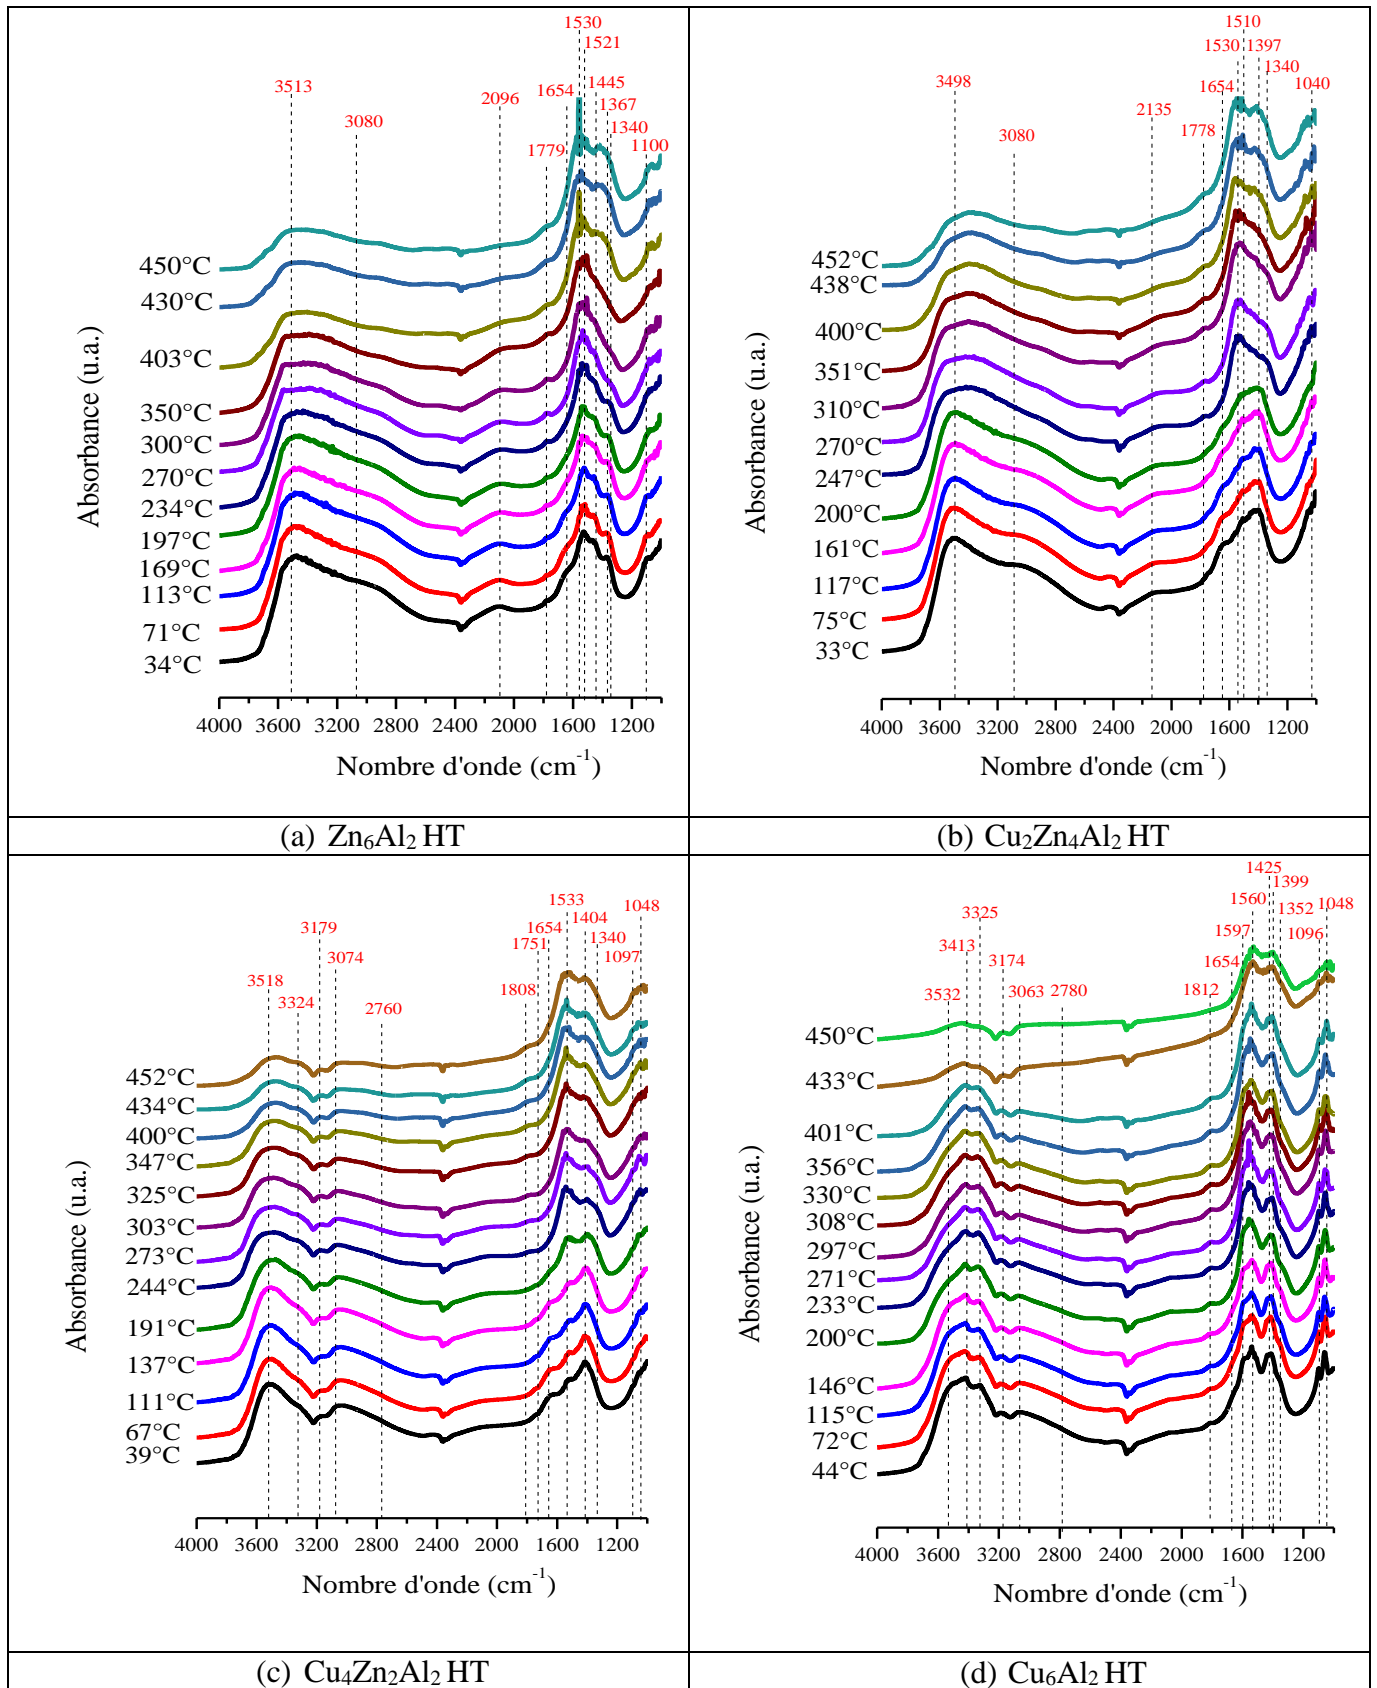 1530
1521
3513
3080
2096
1654
1445
1367
1340
1779
1100
450°C
430°C
403°C
350°C
300°C
270°C
234°C
197°C
169°C
113°C
71°C
34°C
Absorbance (u.a.)
4000 3600 3200 2800 2400 2000 1600 1200
Nombre d'onde (cm⁻¹)
(a) Zn₆Al₂ HT
1510
1530
1397
1340
3498
1654
1040
3080
2135
1778
452°C
438°C
400°C
351°C
310°C
270°C
247°C
200°C
161°C
117°C
75°C
33°C
Absorbance (u.a.)
4000 3600 3200 2800 2400 2000 1600 1200
Nombre d'onde (cm⁻¹)
(b) Cu₂Zn₄Al₂ HT
1533
1048
1404
1654
3179
1340
1751
3074
1097
3518
1808
3324
2760
452°C
434°C
400°C
347°C
325°C
303°C
273°C
244°C
191°C
137°C
111°C
67°C
39°C
Absorbance (u.a.)
4000 3600 3200 2800 2400 2000 1600 1200
Nombre d'onde (cm⁻¹)
(c) Cu₄Zn₂Al₂ HT
1425
1399
1560
1352
1048
3325
1597
1096
3413
3174
1654
3532
3063
2780
1812
450°C
433°C
401°C
356°C
330°C
308°C
297°C
271°C
233°C
200°C
146°C
115°C
72°C
44°C
Absorbance (u.a.)
4000 3600 3200 2800 2400 2000 1600 1200
Nombre d'onde (cm⁻¹)
(d) Cu₆Al₂ HT